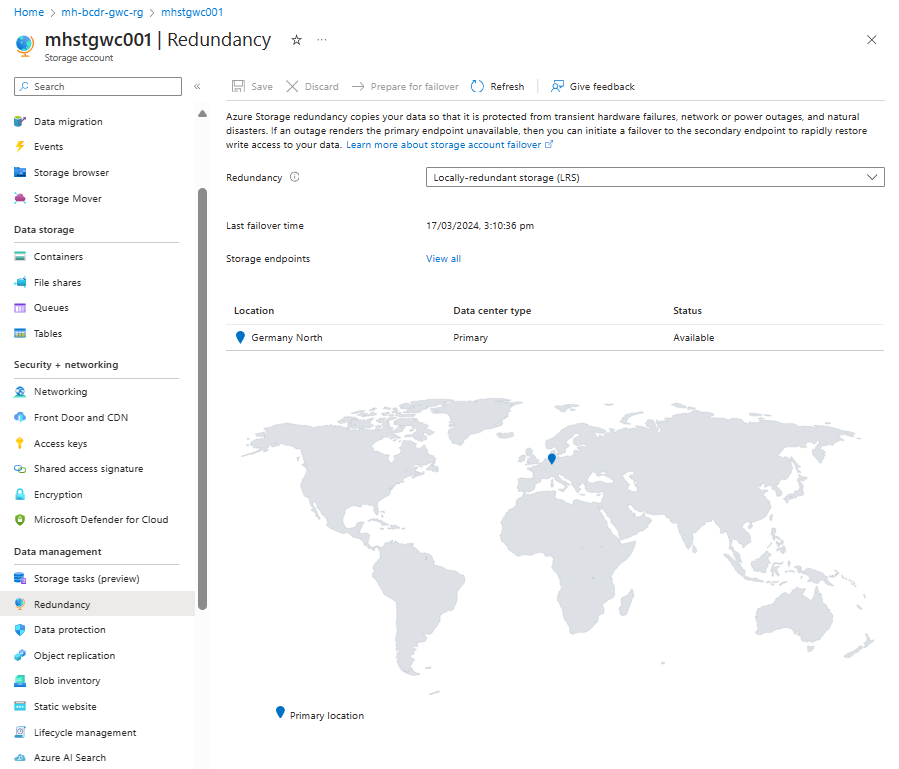 Home > mh-bcdr-gwc-rg > mhstgwc001
mhstgwc001 | Redundancy
Storage account
Search
Data migration
Events
Storage browser
Storage Mover
Data storage
Containers
File shares
Queues
Tables
Security + networking
Networking
Front Door and CDN
Access keys
Shared access signature
Encryption
Microsoft Defender for Cloud
Data management
Storage tasks (preview)
Redundancy
Data protection
Object replication
Blob inventory
Static website
Lifecycle management
Azure AI Search
Save Discard Prepare for failover Refresh Give feedback
Azure Storage redundancy copies your data so that it is protected from transient hardware failures, network or power outages, and natural
disasters. If an outage renders the primary endpoint unavailable, then you can initiate a failover to the secondary endpoint to rapidly restore
write access to your data. Learn more about storage account failover
Redundancy Locally-redundant storage (LRS)
Last failover time 17/03/2024, 3:10:36 pm
Storage endpoints View all
Location Data center type Status
Germany North Primary Available
Primary location